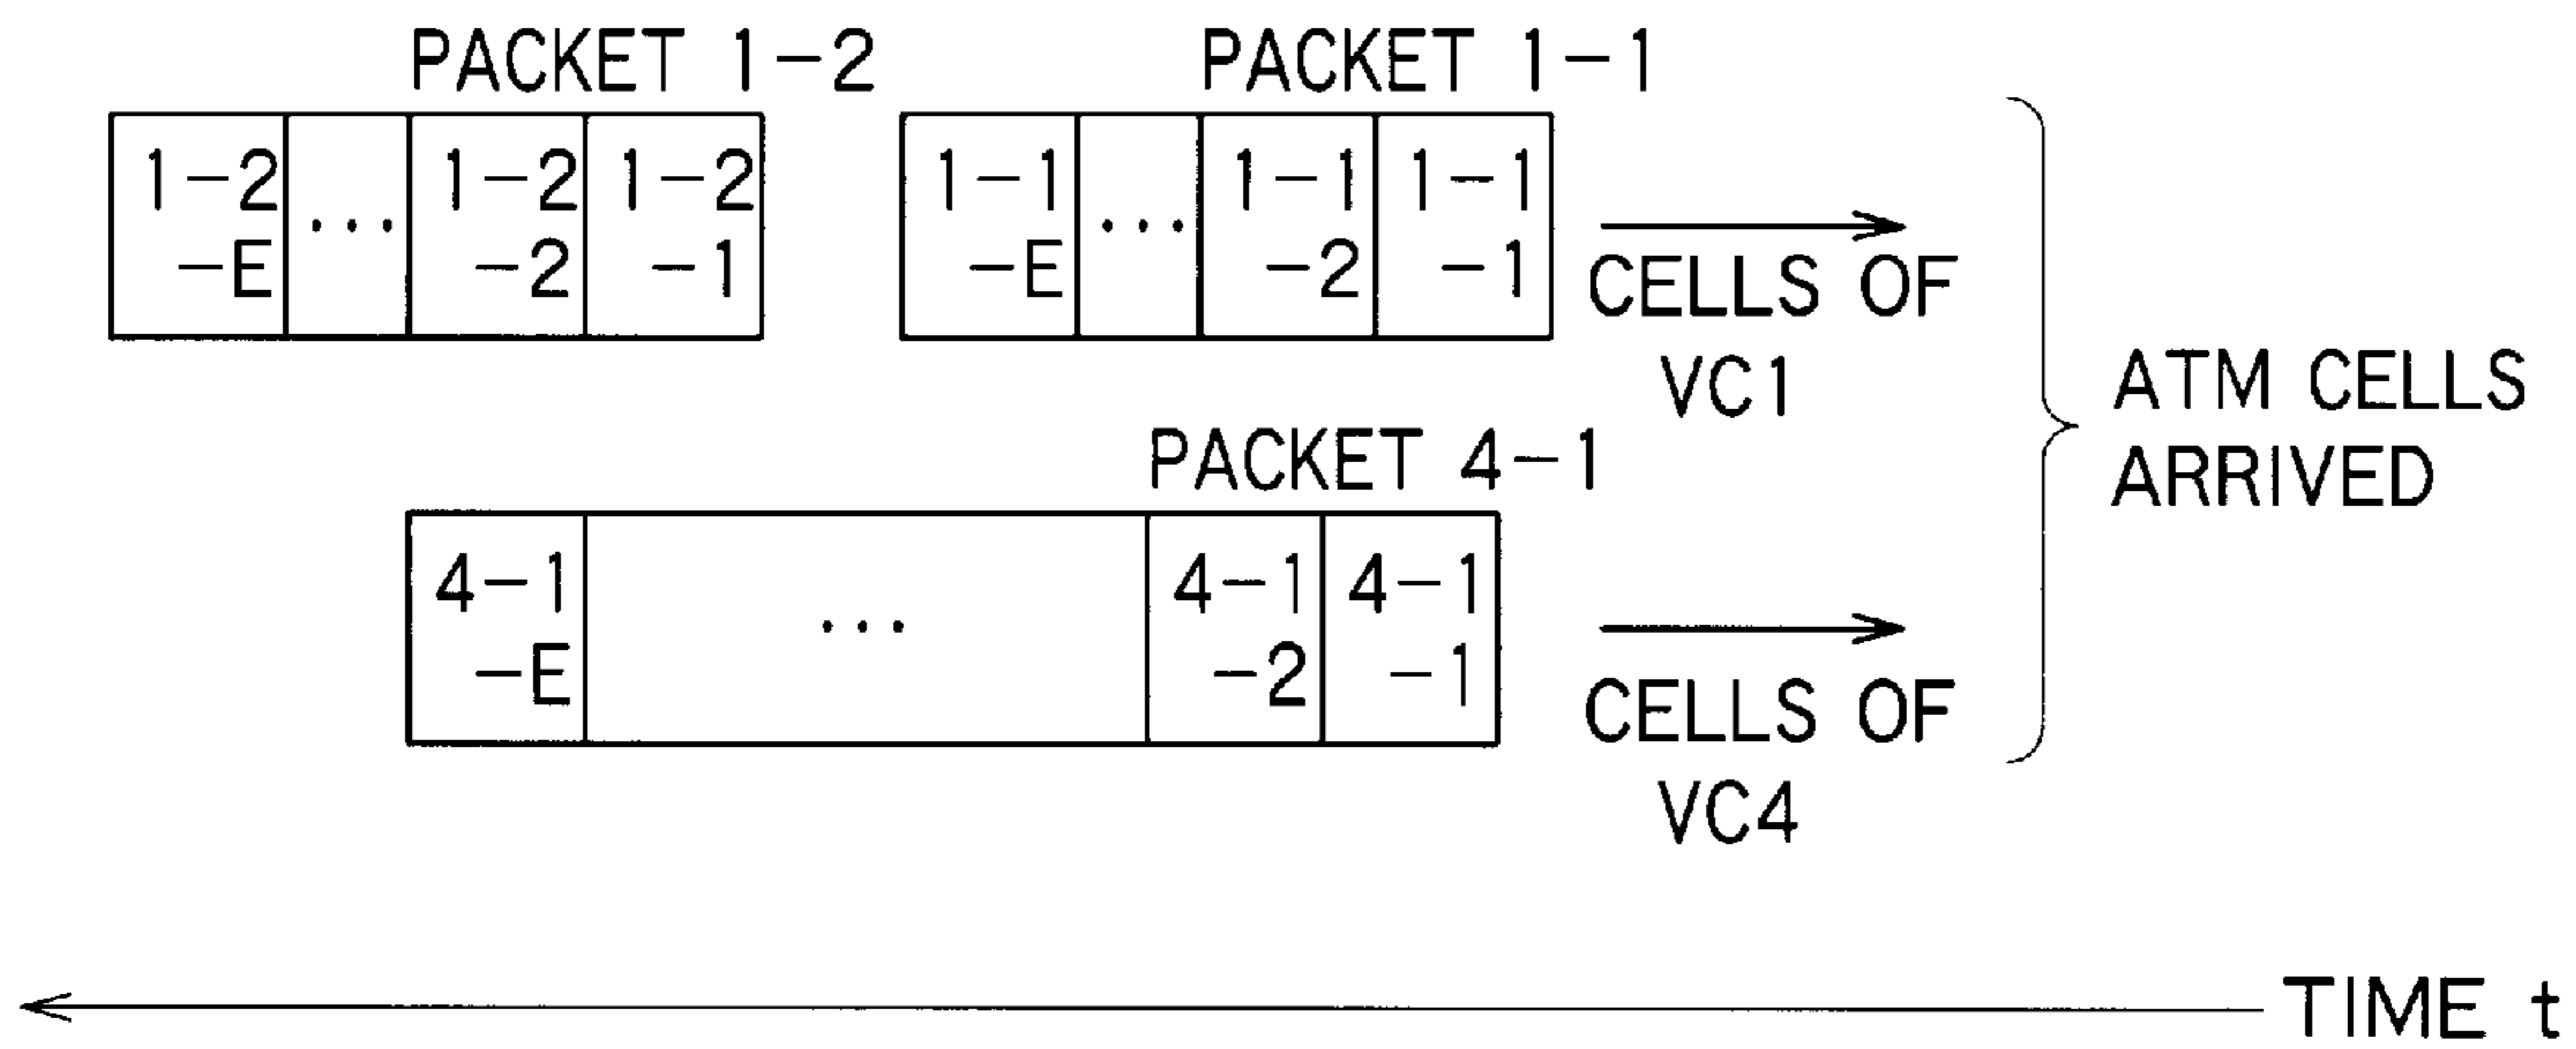 PACKET 1-2
PACKET 1-1
1-2 ... 1-2 1-2
-E -2 -1
1-1 ... 1-1 1-1
-E -2 -1
CELLS OF
VC1
PACKET 4-1
4-1 ... 4-1 4-1
-E -2 -1
CELLS OF
VC4
ATM CELLS
ARRIVED
TIME t